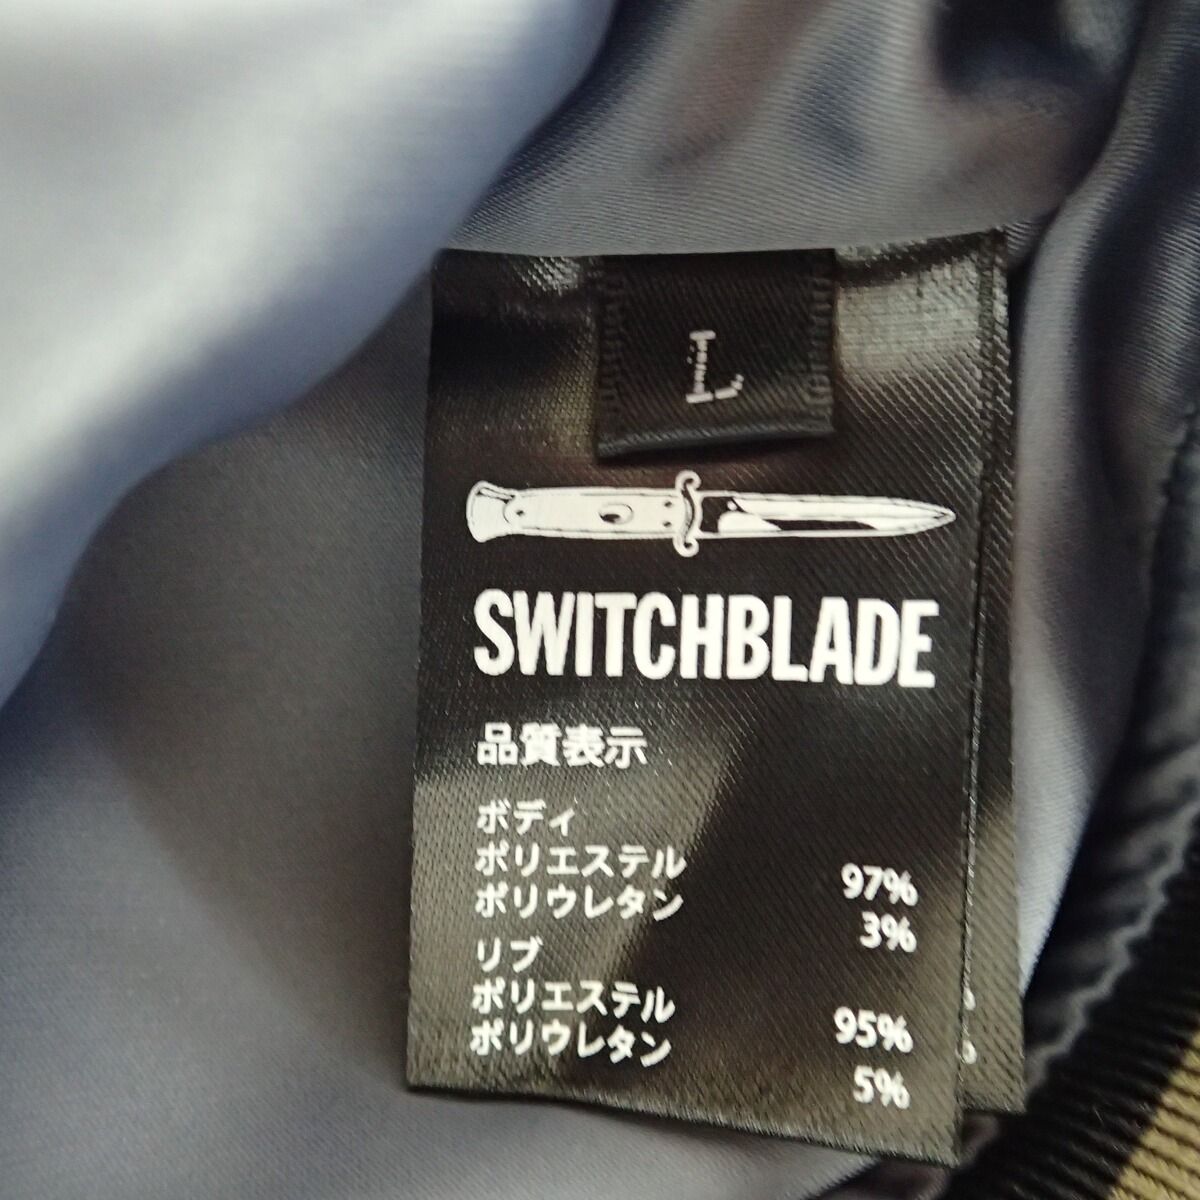 L
SWITCHBLADE
品質表示
ボディ
ポリエステル 97%
ポリウレタン 3%
リブ
ポリエステル 95%
ポリウレタン 5%